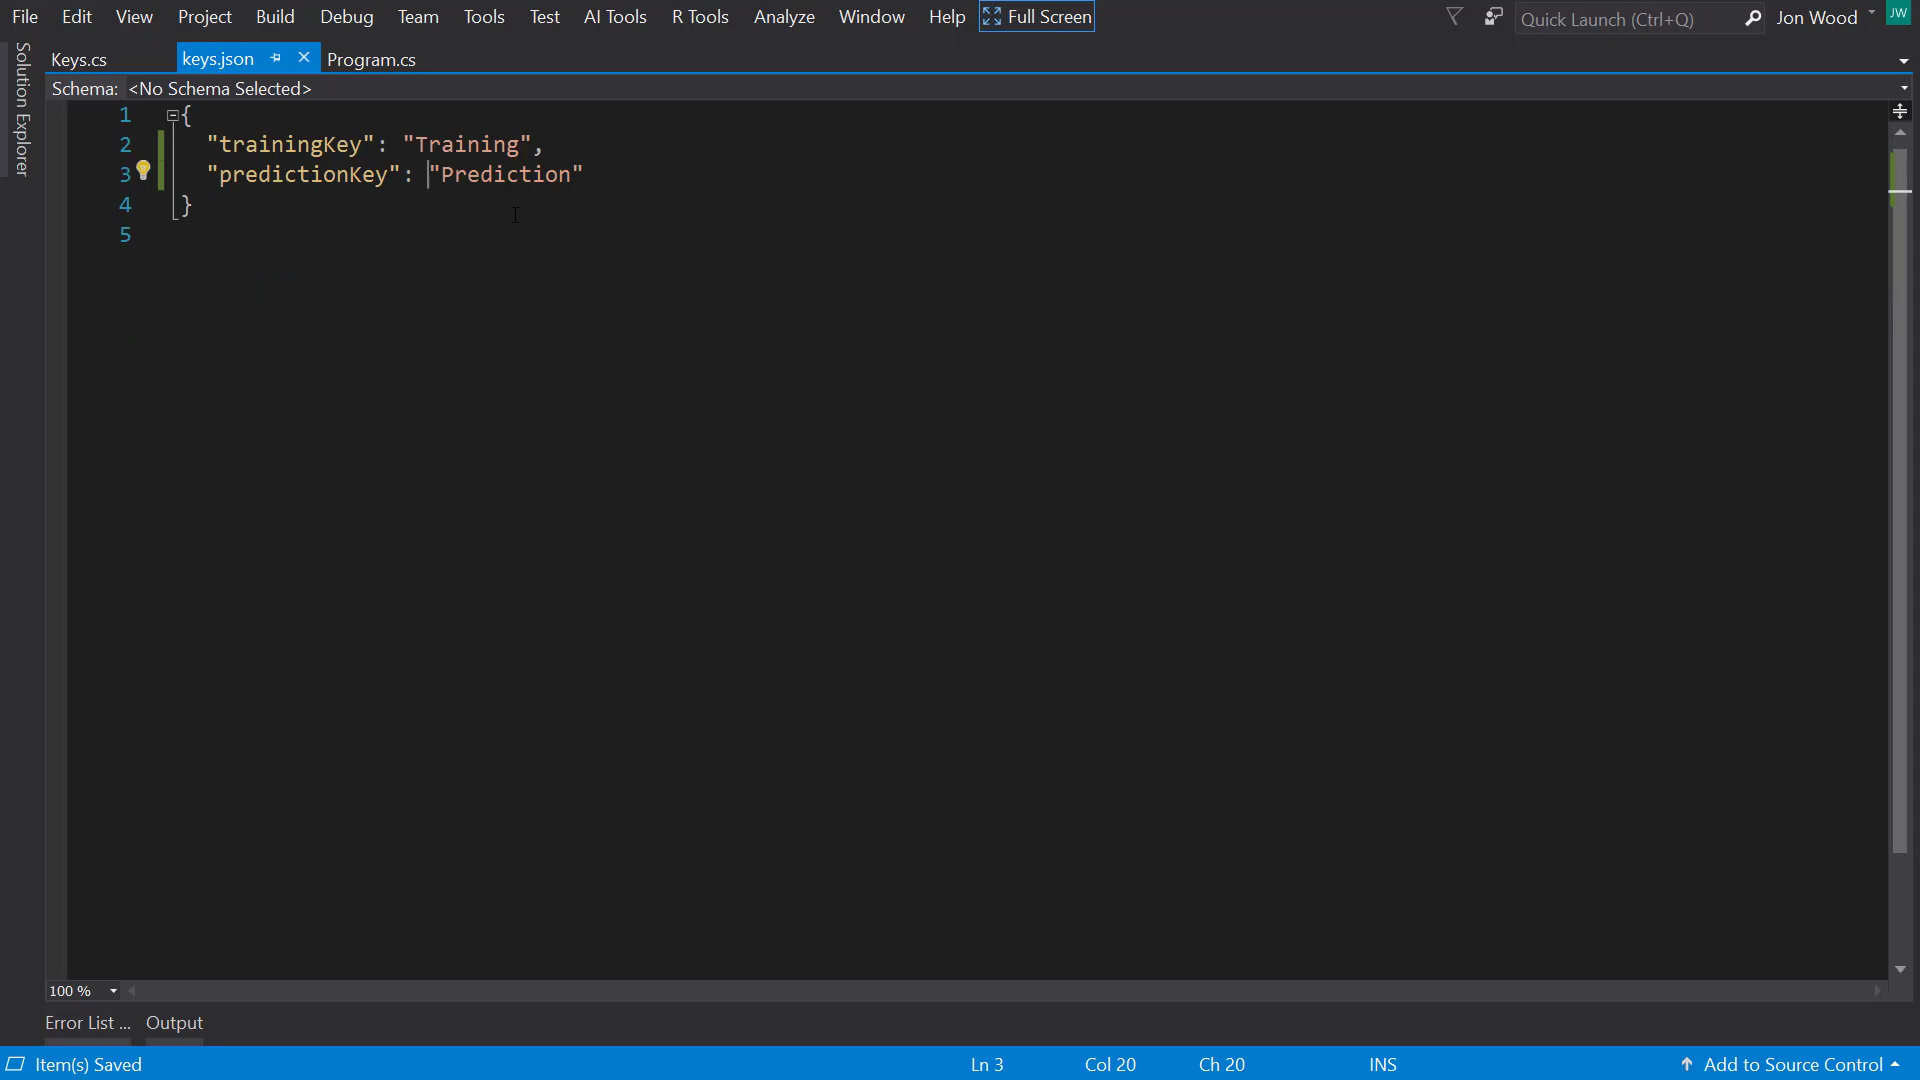 File Edit View Project Build Debug Team Tools Test AI Tools R Tools Analyze Window Help Full Screen Quick Launch (Ctrl+Q) Jon Wood JW
Solution Explorer
Keys.cs keys.json Program.cs
Schema: <No Schema Selected>
1 {
2 "trainingKey": "Training",
3 "predictionKey": "Prediction"
4 }
5
100 %
Error List ... Output
Item(s) Saved Ln 3 Col 20 Ch 20 INS Add to Source Control